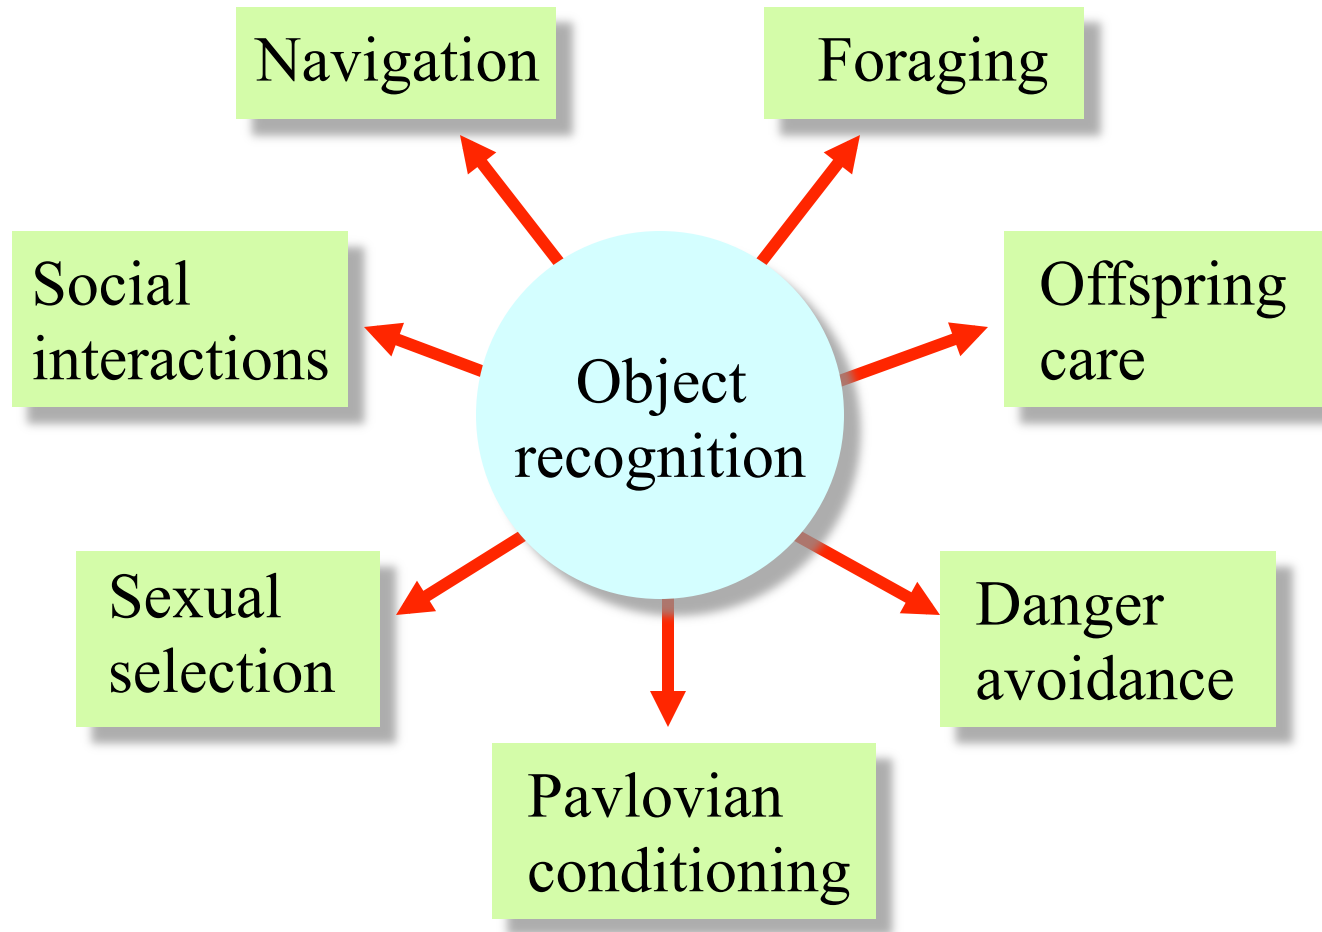 Navigation
Foraging
Social
interactions
Offspring
care
Object
recognition
Sexual
selection
Danger
avoidance
Pavlovian
conditioning